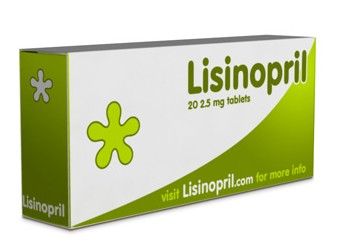 Lisinopril
20 2.5 mg tablets
visit Lisinopril.com for more info
Lisinopril